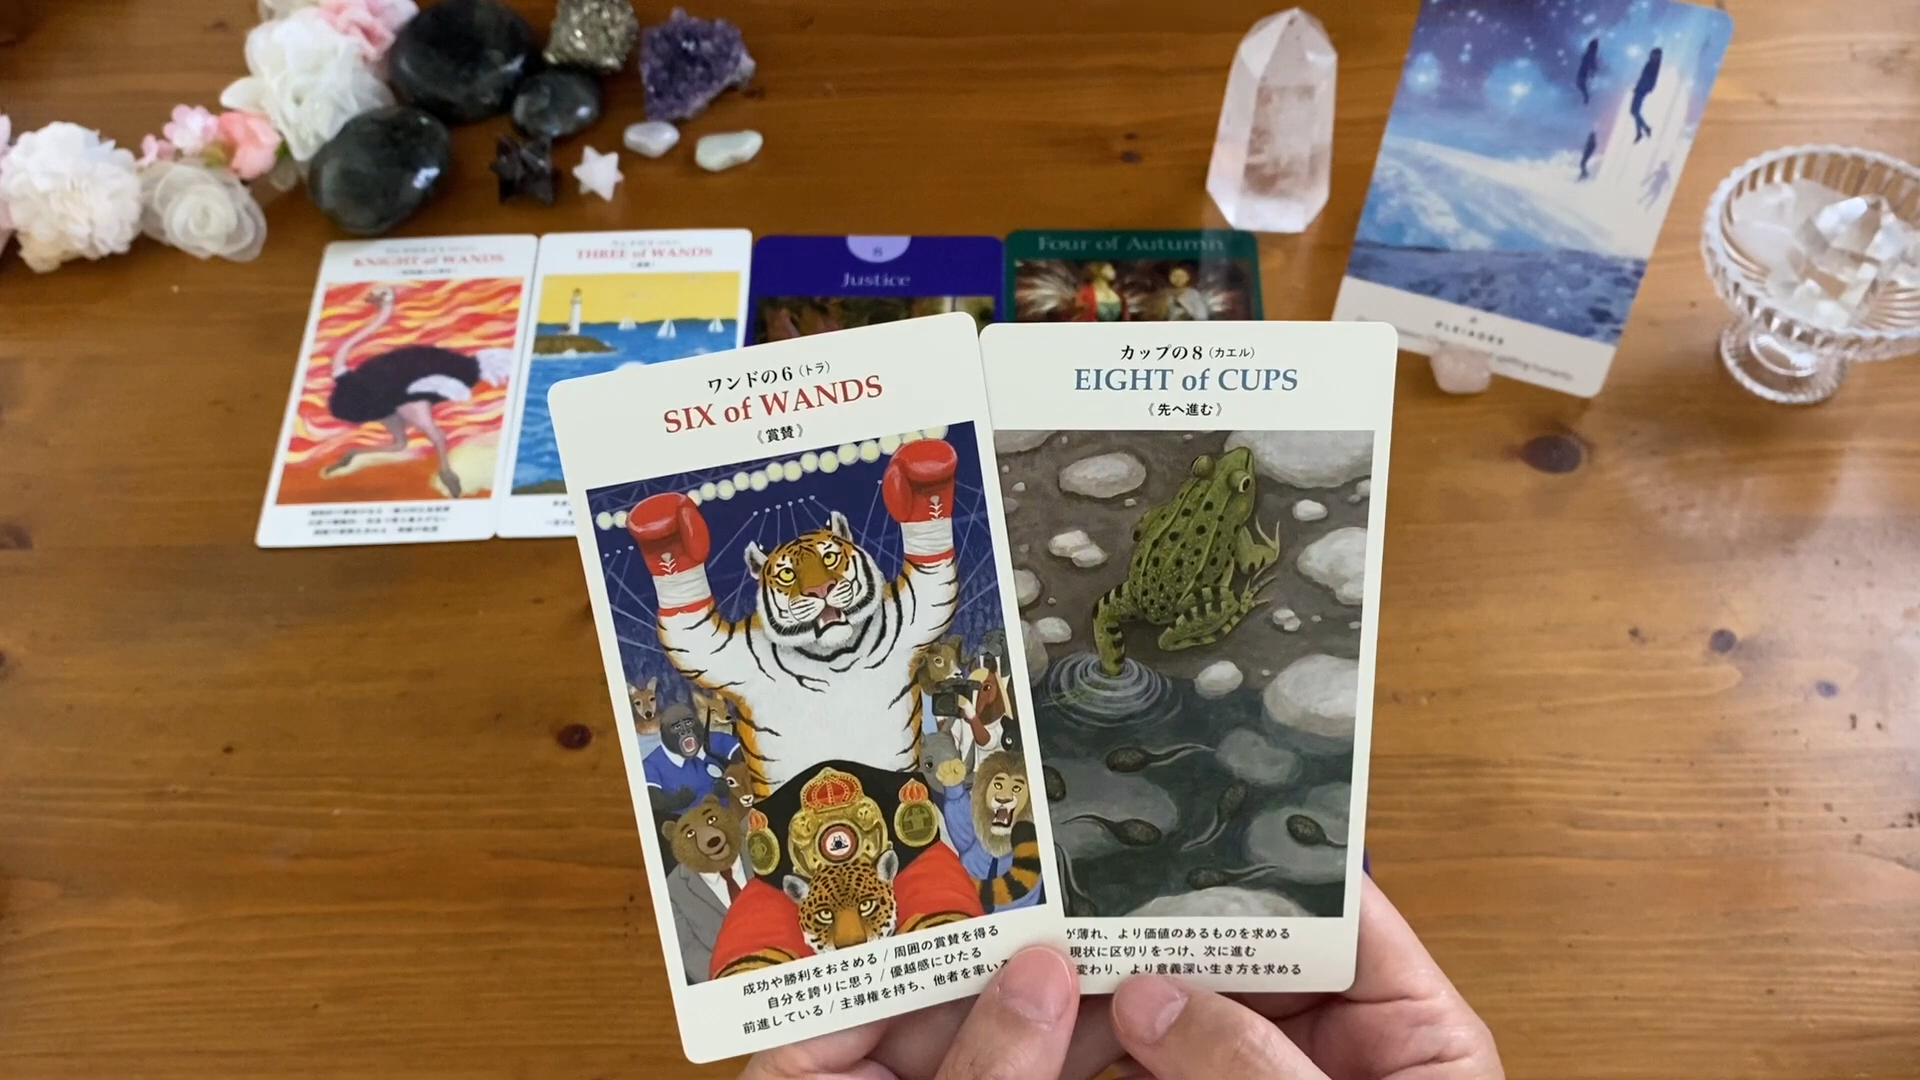 KNIGHT of WANDS
THREE of WANDS
8
Justice
Four of Autumn
PLEIADES
ワンドの6（トラ）
SIX of WANDS
《賞賛》
成功や勝利をおさめる / 周囲の賞賛を得る
自分を誇りに思う / 優越感にひたる
前進している / 主導権を持ち、他者を率い
カップの8（カエル）
EIGHT of CUPS
《先へ進む》
が薄れ、より価値のあるものを求める
現状に区切りをつけ、次に進む
変わり、より意義深い生き方を求める